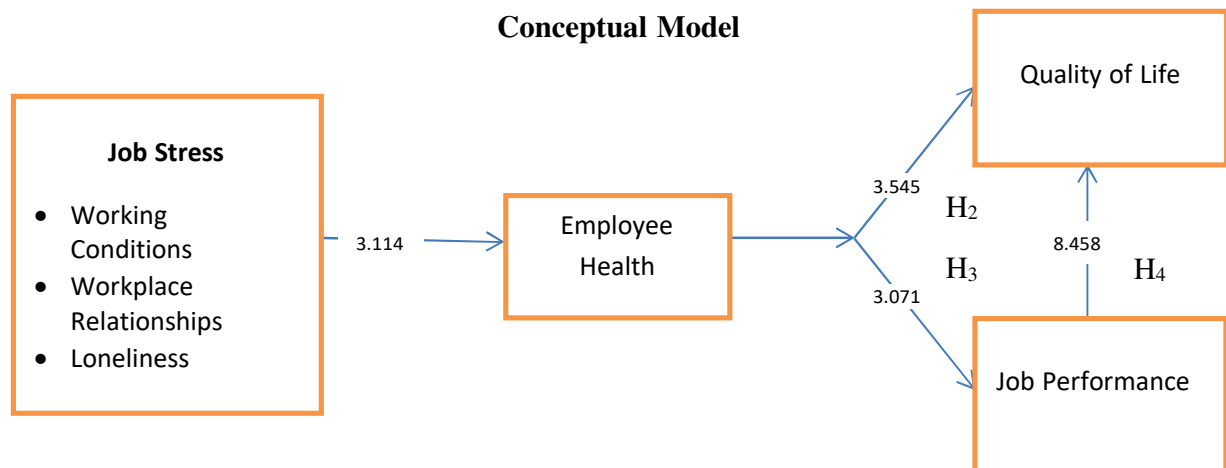 Conceptual Model
Job Stress
• Working
Conditions
• Workplace
Relationships
• Loneliness
3.114
Employee
Health
3.545
H2
H3
3.071
Quality of Life
8.458
H4
Job Performance